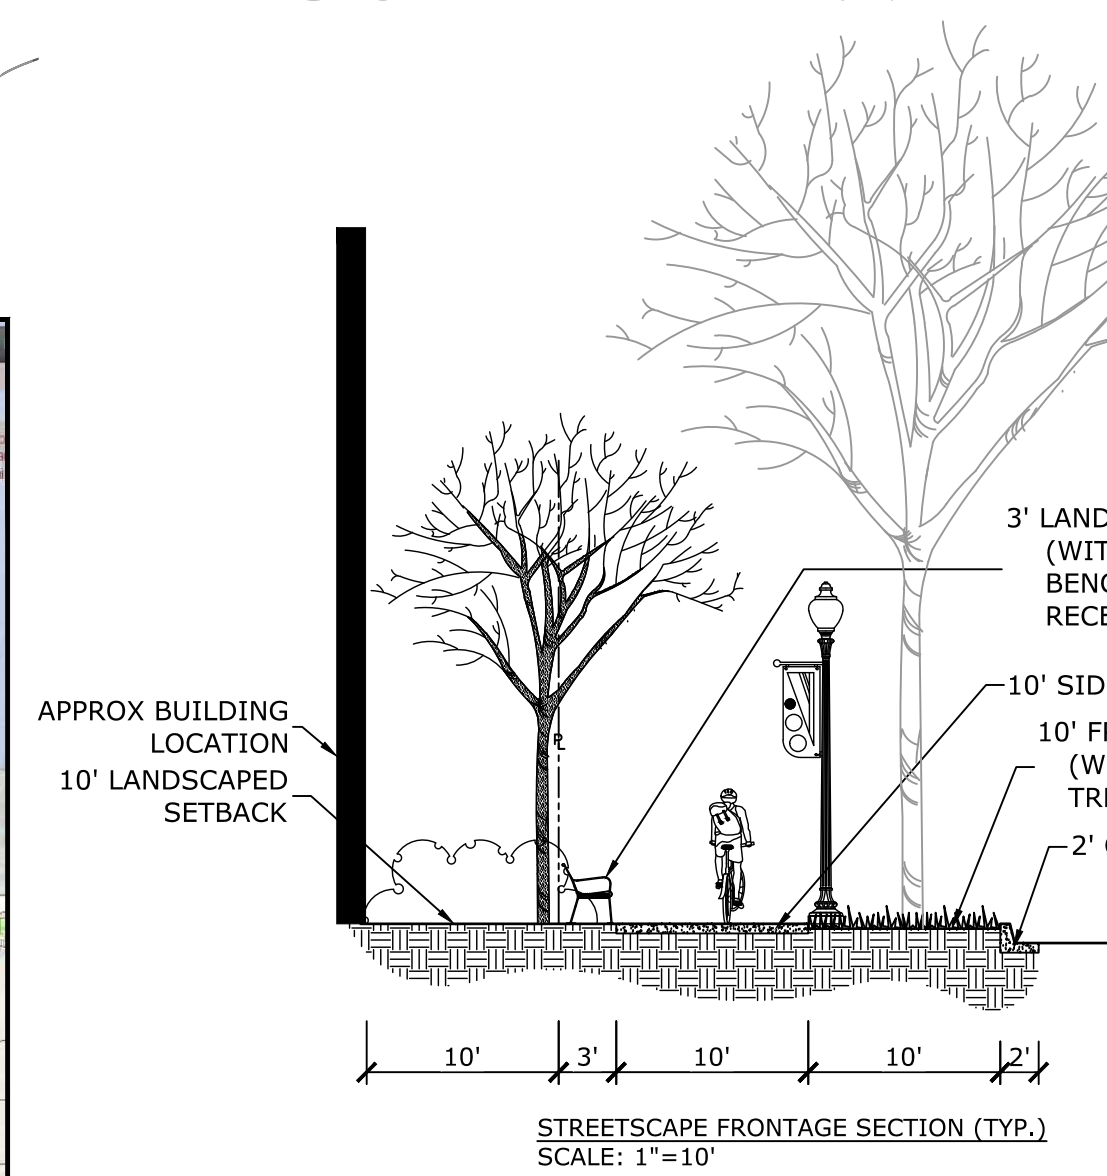 3' LAND
(WIT
BENC
RECE
10' SID
APPROX BUILDING
LOCATION
10' LANDSCAPED
SETBACK
10' F
(W
TR
2'
PL
10' 3' 10' 10' 2'
STREETSCAPE FRONTAGE SECTION (TYP.)
SCALE: 1"=10'